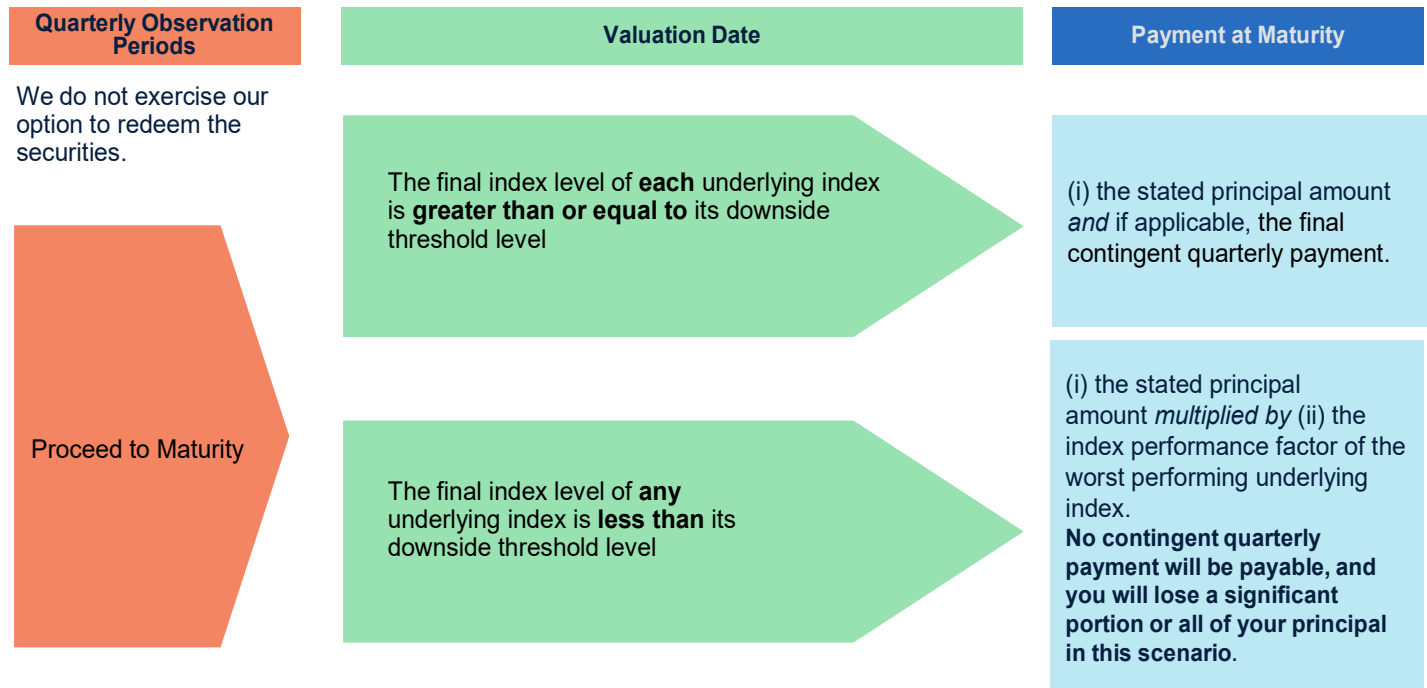 Quarterly Observation
Periods
Valuation Date
Payment at Maturity
We do not exercise our
option to redeem the
securities.
Proceed to Maturity
The final index level of each underlying index
is greater than or equal to its downside
threshold level
(i) the stated principal amount
and if applicable, the final
contingent quarterly payment.
The final index level of any
underlying index is less than its
downside threshold level
(i) the stated principal
amount multiplied by (ii) the
index performance factor of the
worst performing underlying
index.
No contingent quarterly
payment will be payable, and
you will lose a significant
portion or all of your principal
in this scenario.